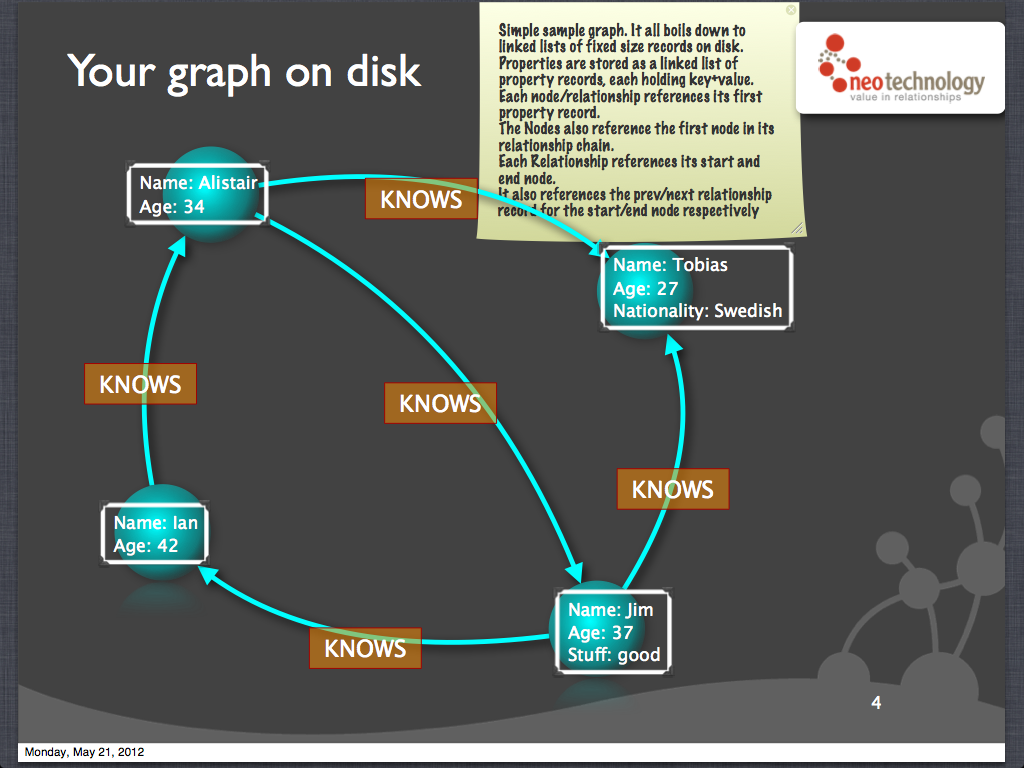 Your graph on disk
Simple sample graph. It all boils down to
linked lists of fixed size records on disk.
Properties are stored as a linked list of
property records, each holding key+value.
Each node/relationship references its first
property record.
The Nodes also reference the first node in its
relationship chain.
Each Relationship references its start and
end node.
It also references the prev/next relationship
record for the start/end node respectively
neotechnology
value in relationships
Name: Alistair
Age: 34
KNOWS
Name: Tobias
Age: 27
Nationality: Swedish
KNOWS
KNOWS
KNOWS
Name: Ian
Age: 42
Name: Jim
Age: 37
Stuff: good
KNOWS
4
Monday, May 21, 2012